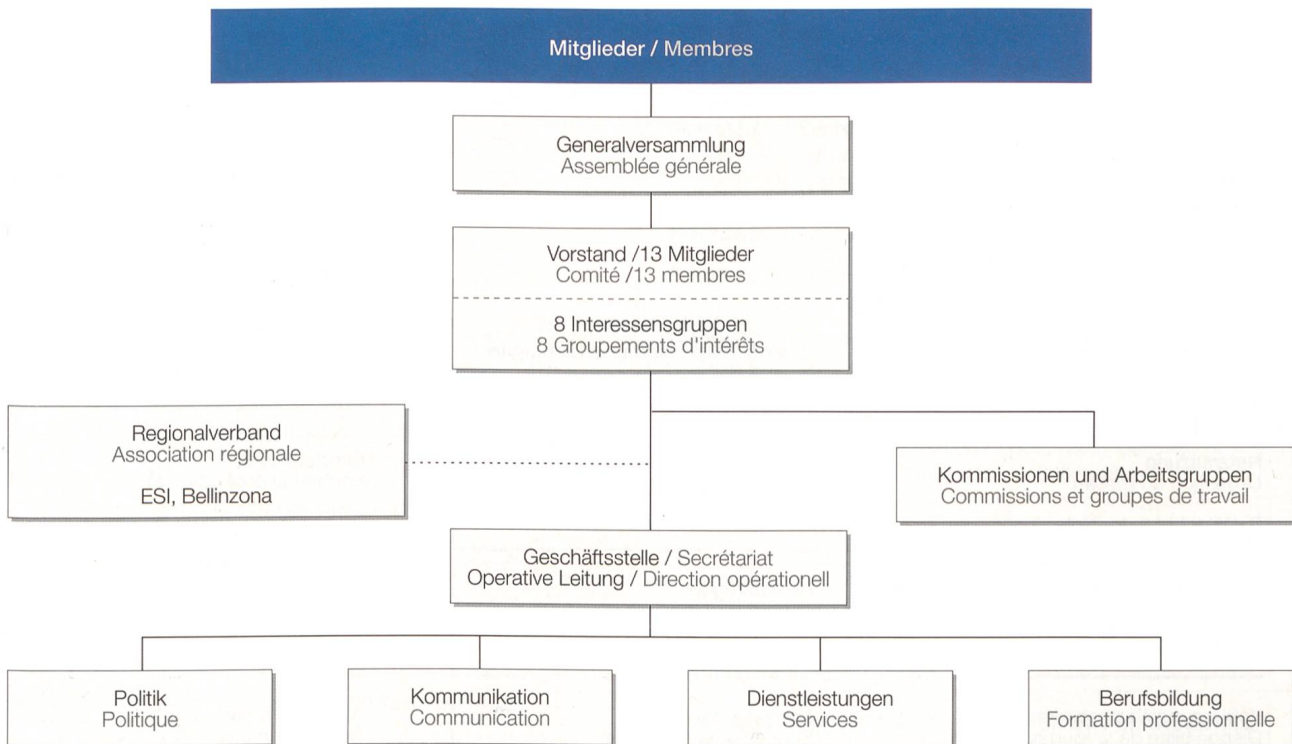 Mitglieder / Membres
Generalversammlung
Assemblée générale
Vorstand /13 Mitglieder
Comité /13 membres
8 Interessensgruppen
8 Groupements d'intérêts
Regionalverband
Association régionale
ESI, Bellinzona
Kommissionen und Arbeitsgruppen
Commissions et groupes de travail
Geschäftsstelle / Secrétariat
Operative Leitung / Direction opérationell
Politik
Politique
Kommunikation
Communication
Dienstleistungen
Services
Berufsbildung
Formation professionnelle